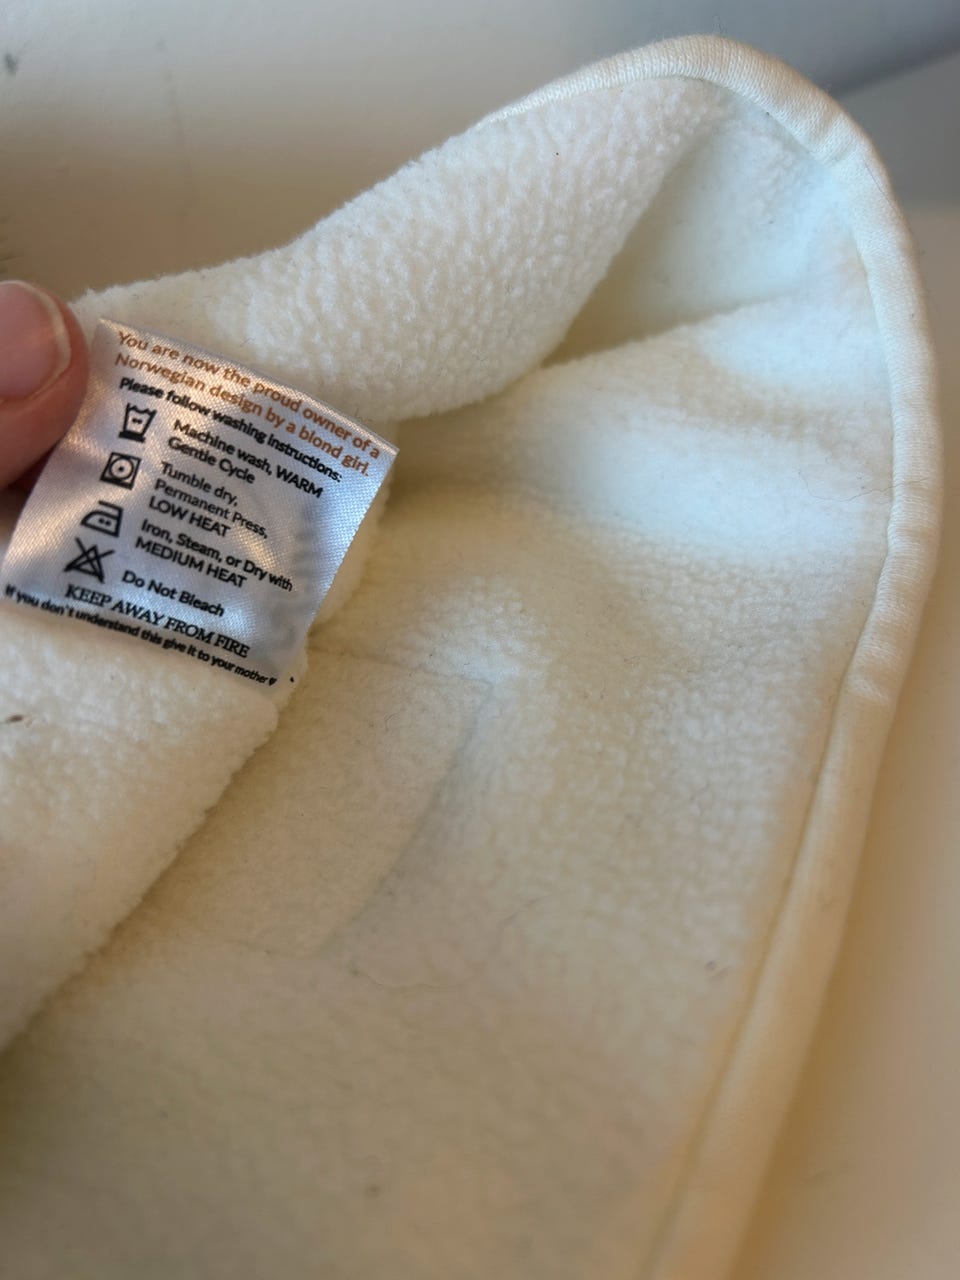 You are now the proud owner of a
Norwegian design by a blond girl.
Please follow washing instructions:
Machine wash, WARM
Gentle Cycle
Tumble dry,
Permanent Press,
LOW HEAT
Iron, Steam, or Dry with
MEDIUM HEAT
Do Not Bleach
KEEP AWAY FROM FIRE
If you don't understand this give it to your mother♥